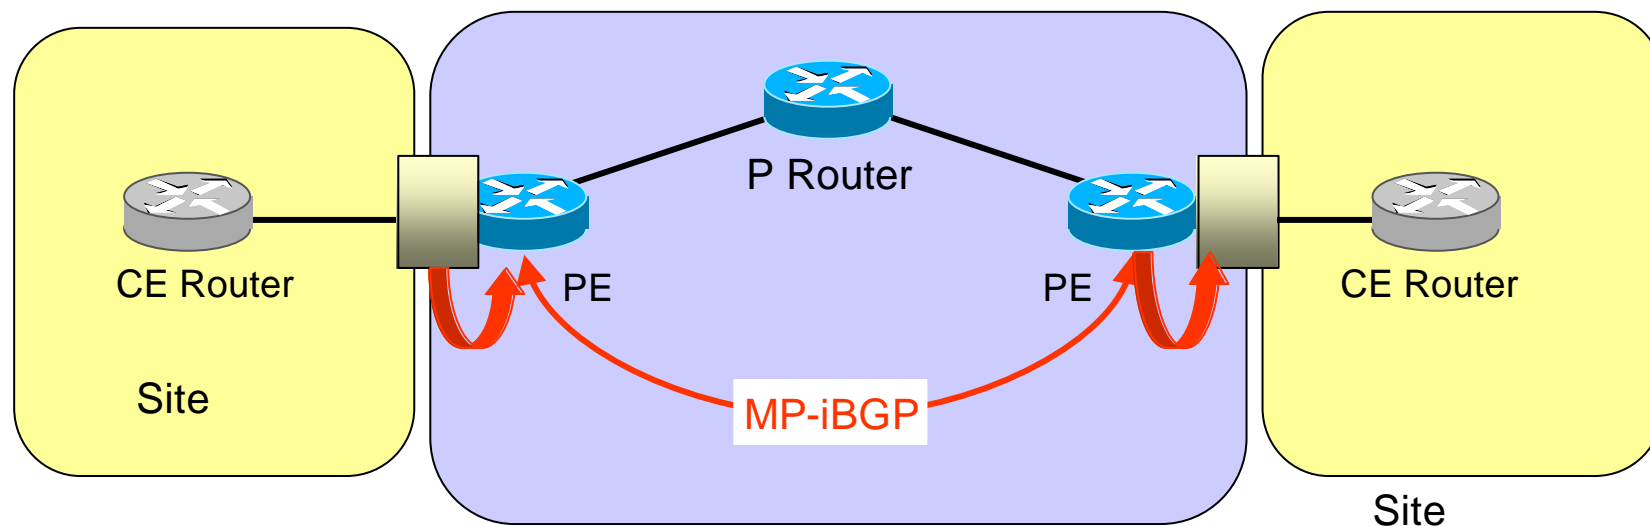 P Router
CE Router
PE
PE
CE Router
Site
MP-iBGP
Site